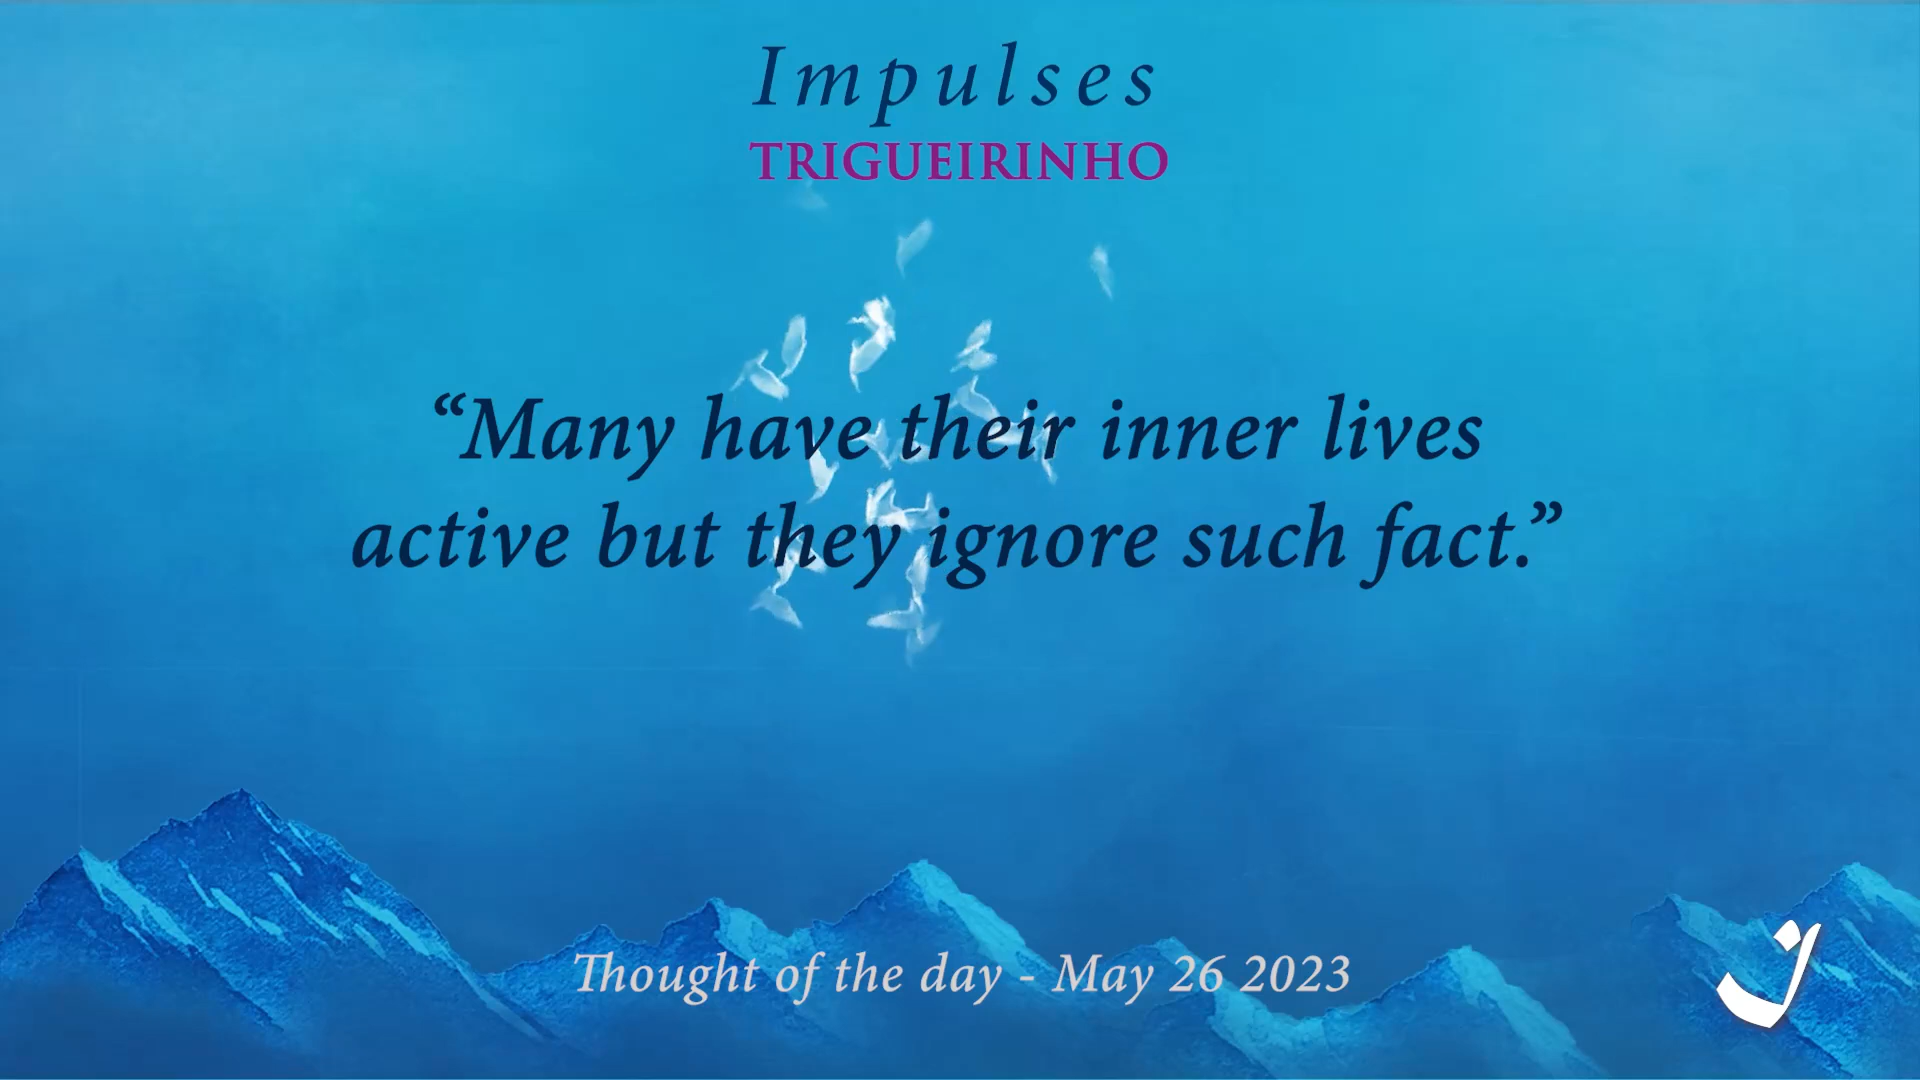 Impulses
TRIGUEIRINHO
“Many have their inner lives
active but they ignore such fact.”
Thought of the day - May 26 2023